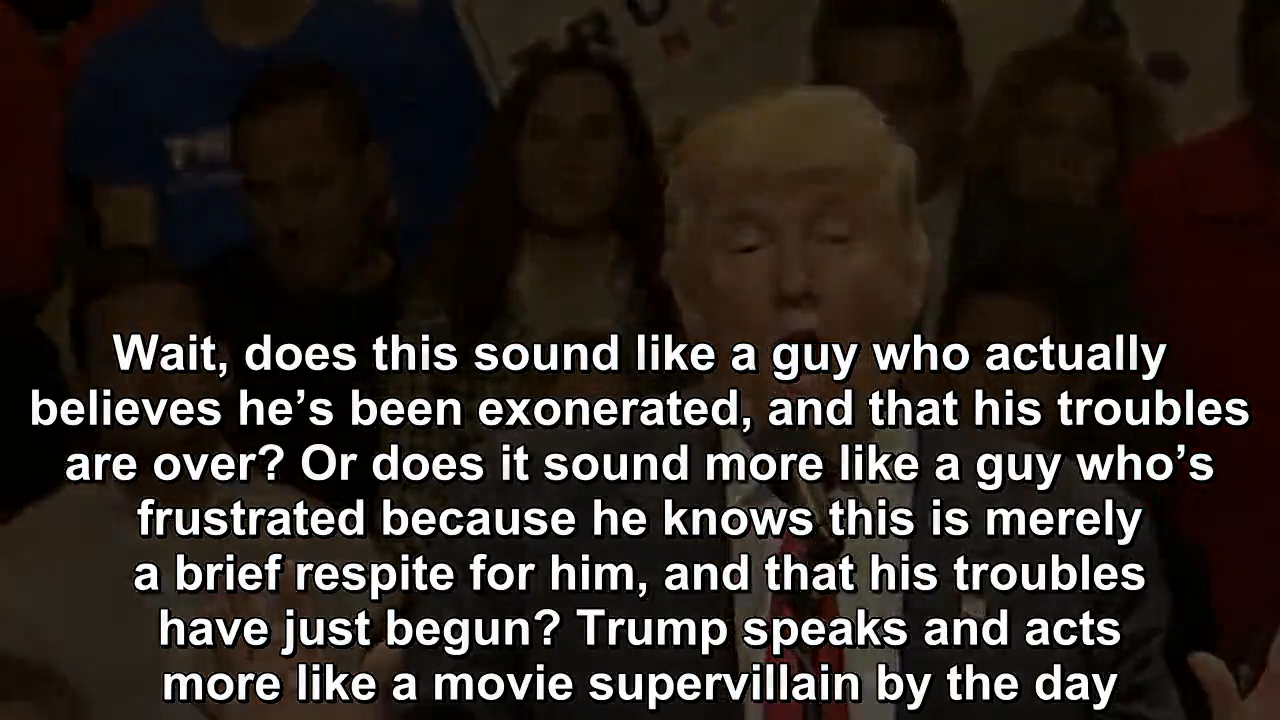 Wait, does this sound like a guy who actually
believes he’s been exonerated, and that his troubles
are over? Or does it sound more like a guy who’s
frustrated because he knows this is merely
a brief respite for him, and that his troubles
have just begun? Trump speaks and acts
more like a movie supervillain by the day